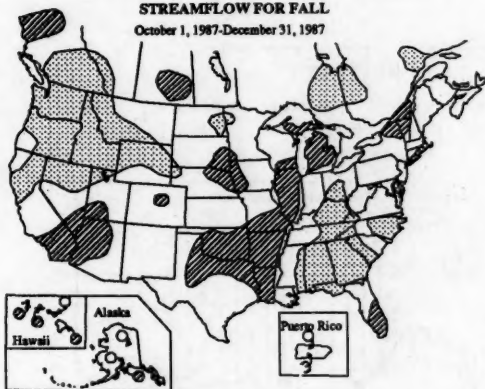 STREAMFLOW FOR FALL
October 1, 1987-December 31, 1987
Alaska
Hawaii
Puerto Rico